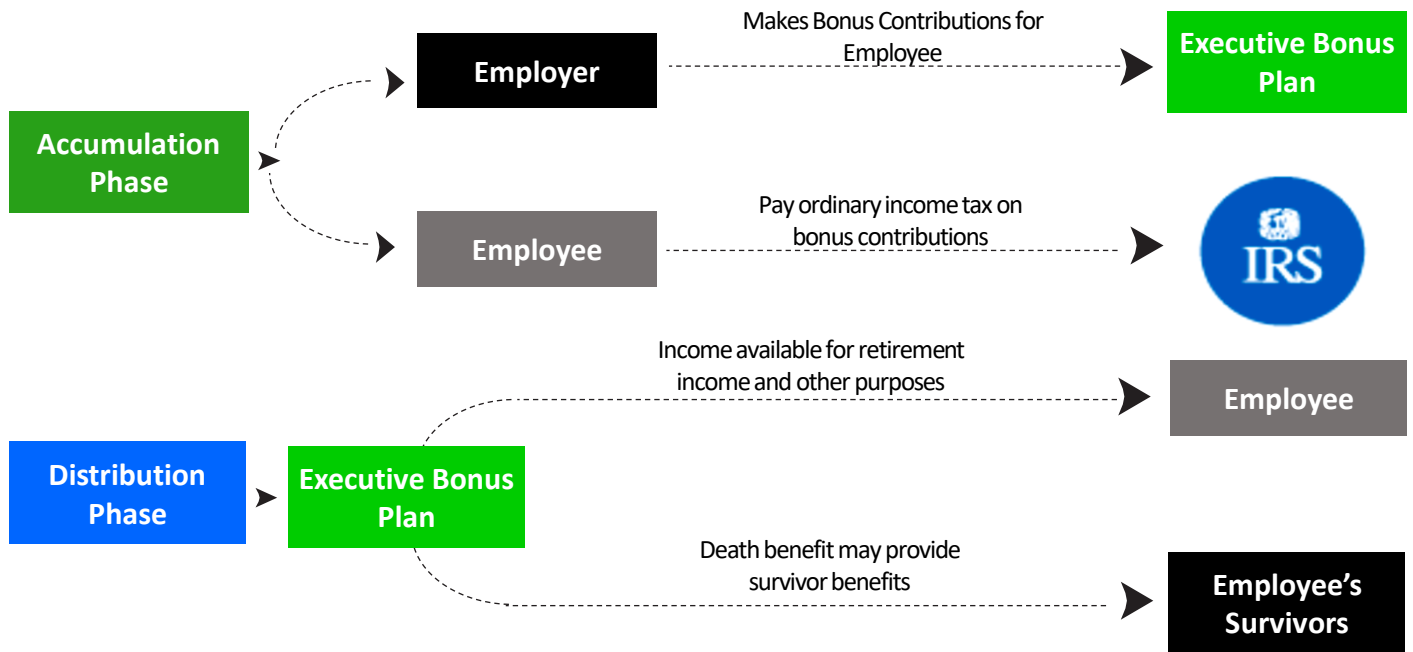 Makes Bonus Contributions for
Employee
Employer
Executive Bonus
Plan
Accumulation
Phase
Pay ordinary income tax on
bonus contributions
Employee
IRS
Income available for retirement
income and other purposes
Employee
Distribution
Phase
Executive Bonus
Plan
Death benefit may provide
survivor benefits
Employee’s
Survivors